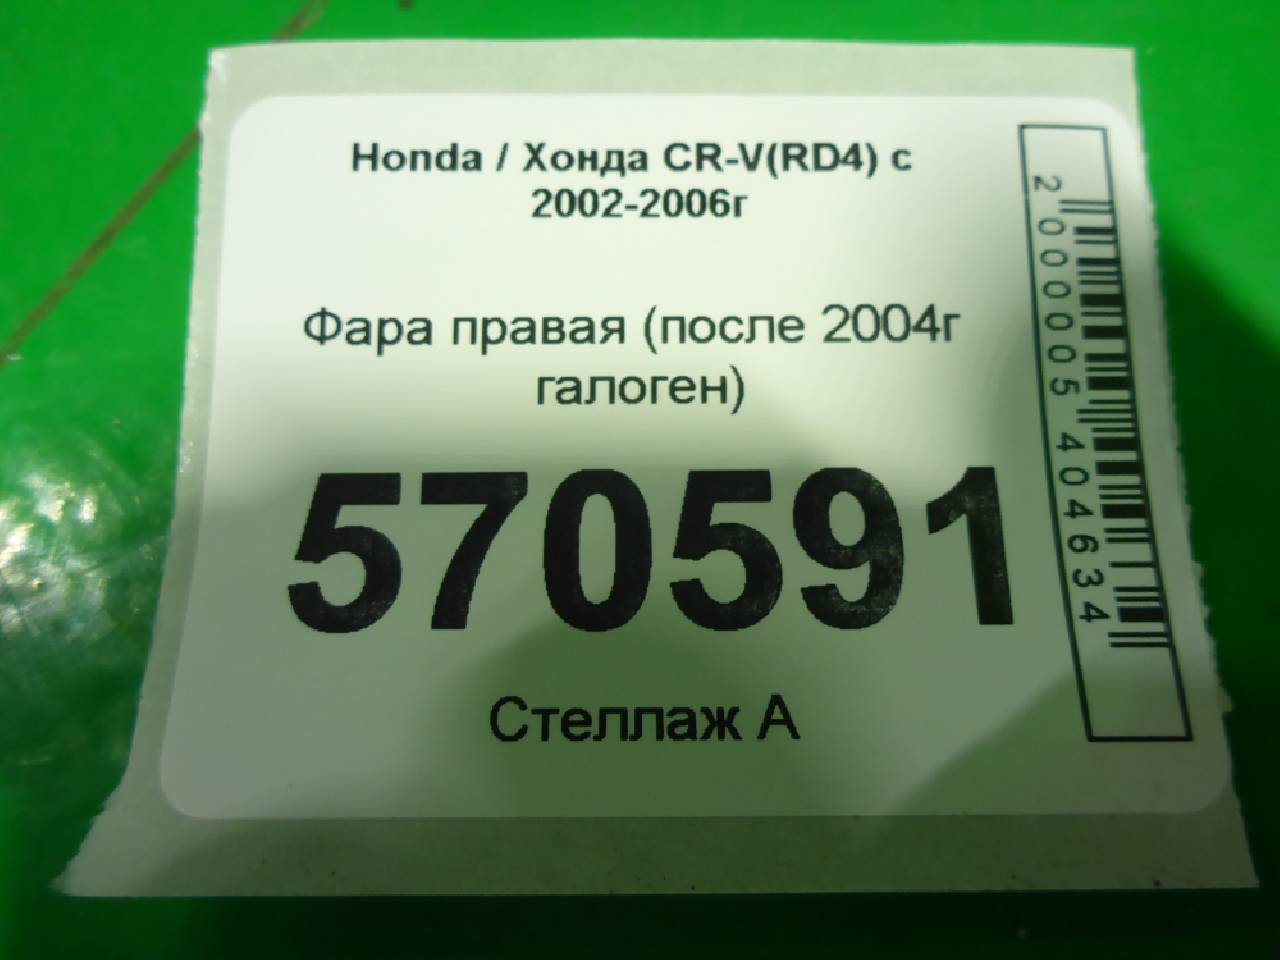 Honda / Хонда CR-V(RD4) с
2002-2006г
Фара правая (после 2004г
галоген)
570591
Стеллаж А
2000005404634